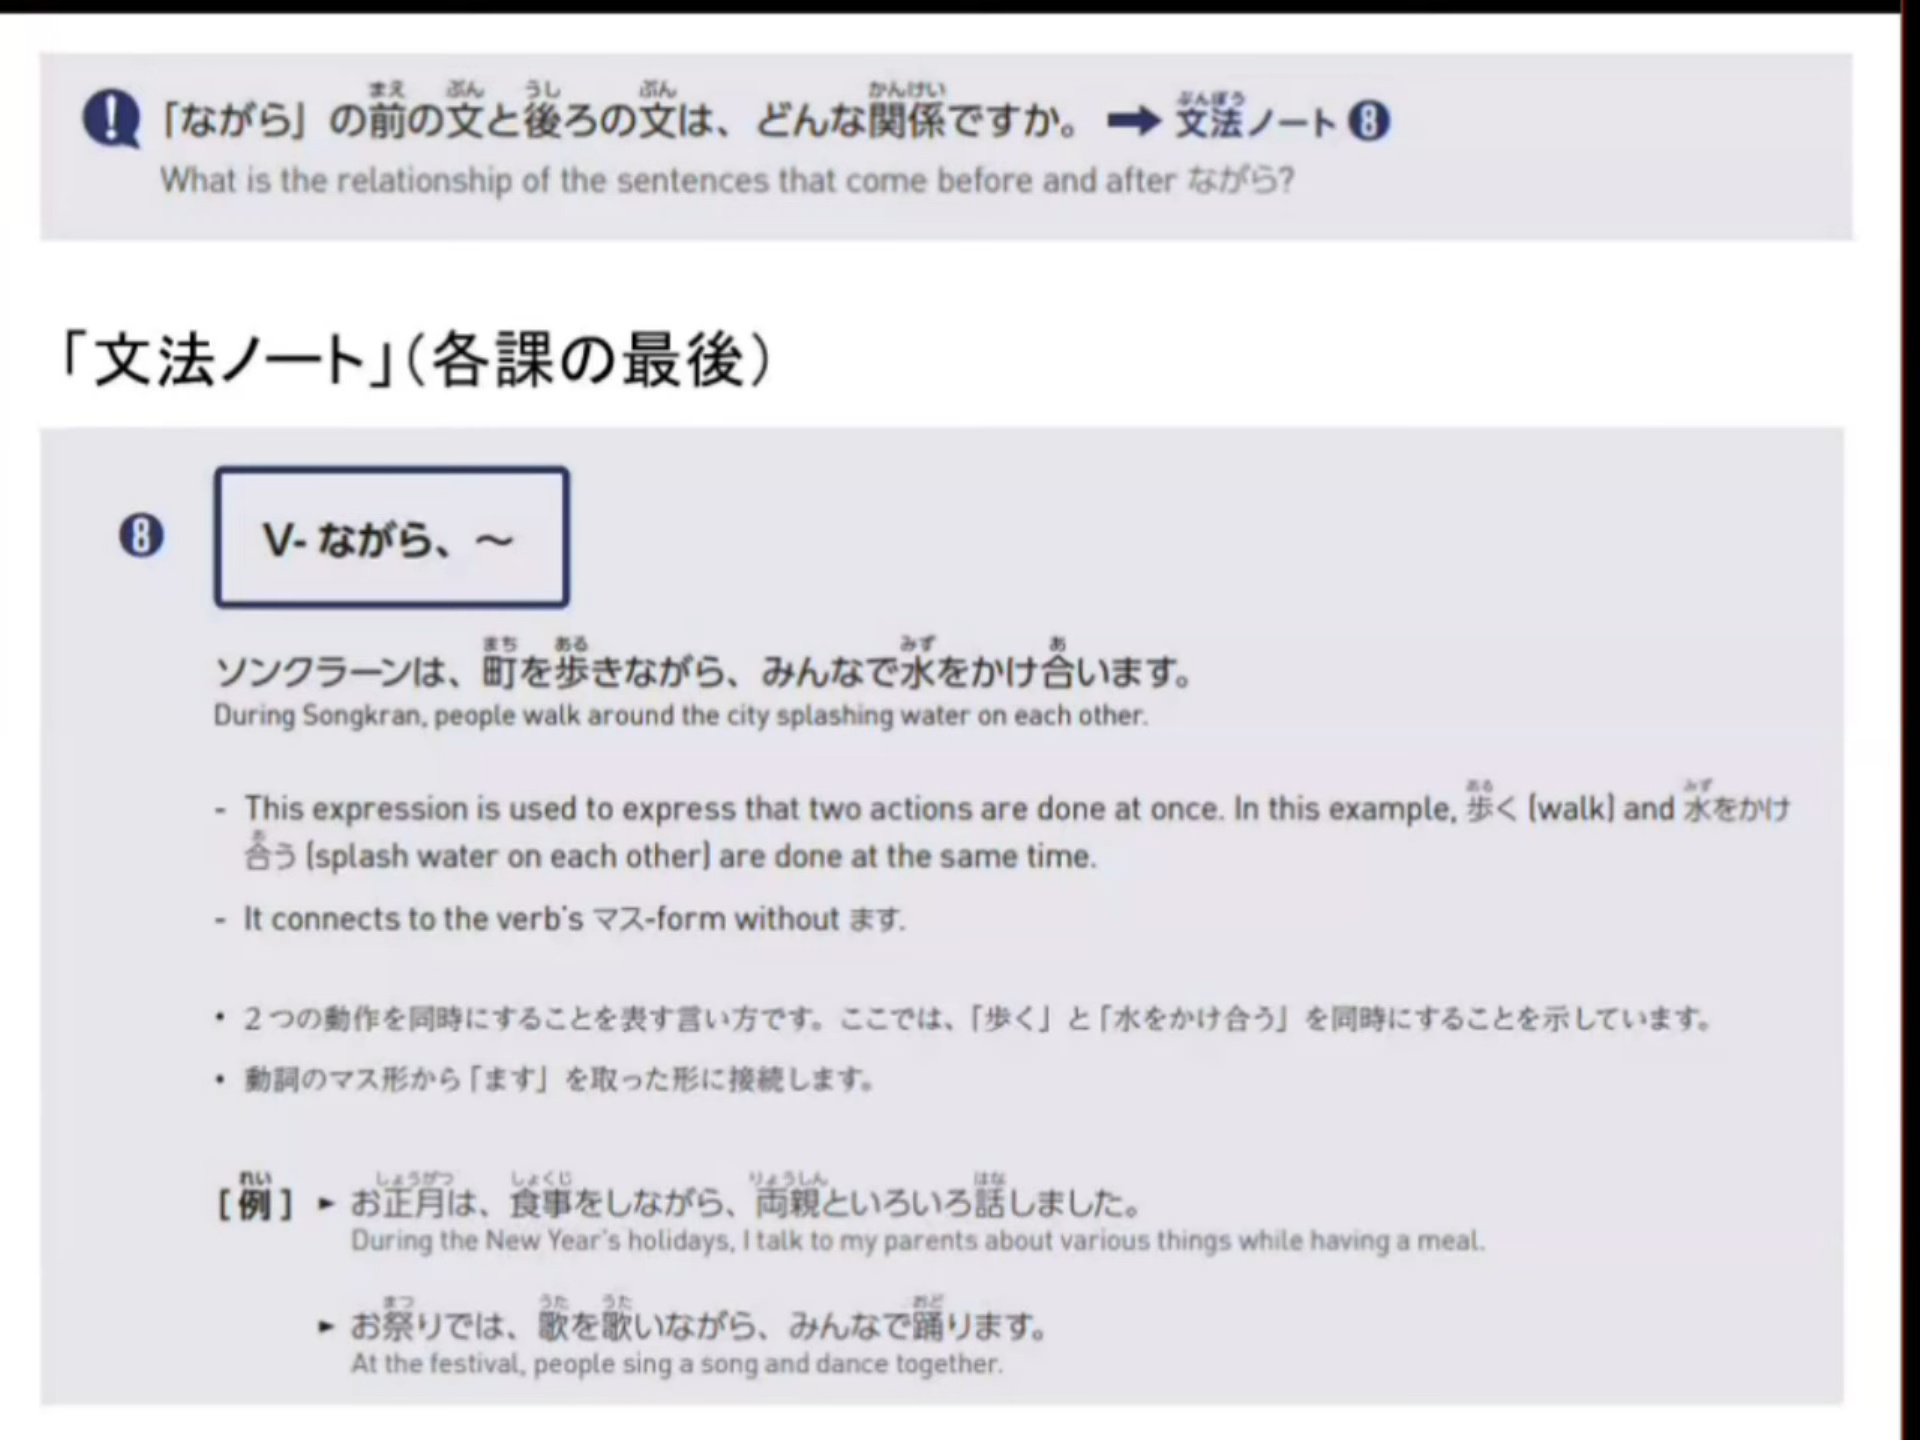 「ながら」の前の文と後ろの文は、どんな関係ですか。 ➡ 文法ノート ❽
What is the relationship of the sentences that come before and after ながら?
「文法ノート」（各課の最後）
❽ V- ながら、～
ソンクラーンは、町を歩きながら、みんなで水をかけ合います。
During Songkran, people walk around the city splashing water on each other.
- This expression is used to express that two actions are done at once. In this example, 歩く (walk) and 水をかけ
合う (splash water on each other) are done at the same time.
- It connects to the verb's マス-form without ます.
・ 2つの動作を同時にすることを表す言い方です。ここでは、「歩く」と「水をかけ合う」を同時にすることを示しています。
・ 動詞のマス形から「ます」を取った形に接続します。
[例] ► お正月は、食事をしながら、両親といろいろ話しました。
During the New Year's holidays, I talk to my parents about various things while having a meal.
► お祭りでは、歌を歌いながら、みんなで踊ります。
At the festival, people sing a song and dance together.